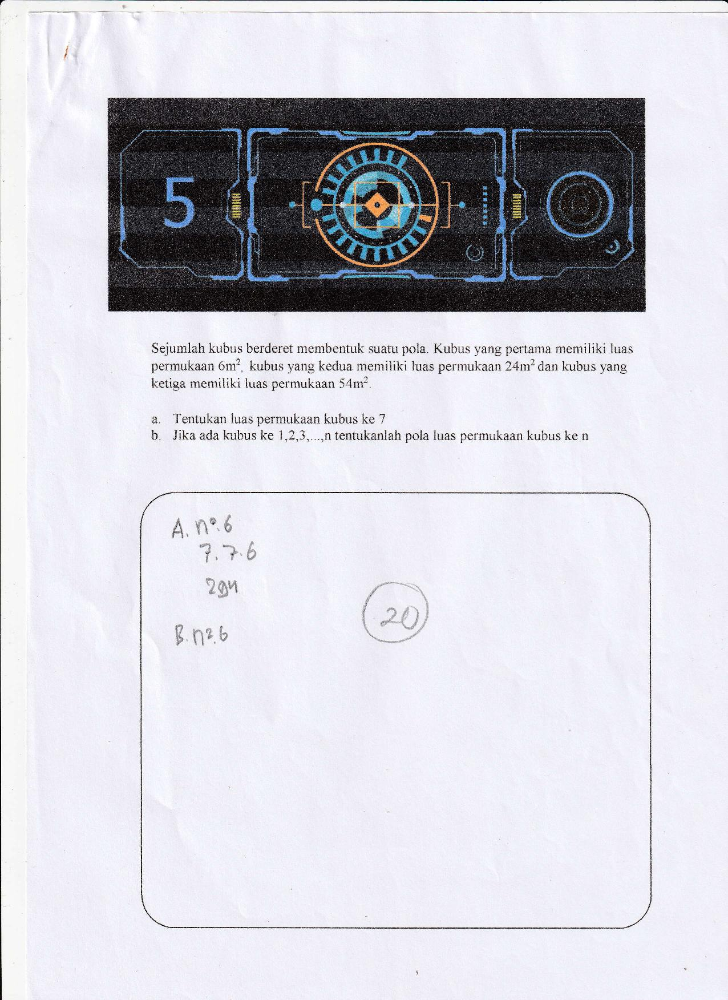 5
Sejumlah kubus berderet membentuk suatu pola. Kubus yang pertama memiliki luas
permukaan 6m², kubus yang kedua memiliki luas permukaan 24m² dan kubus yang
ketiga memiliki luas permukaan 54m².
a. Tentukan luas permukaan kubus ke 7
b. Jika ada kubus ke 1,2,3,...,n tentukanlah pola luas permukaan kubus ke n
A. n².6
7.7.6
294
20
B. n².6